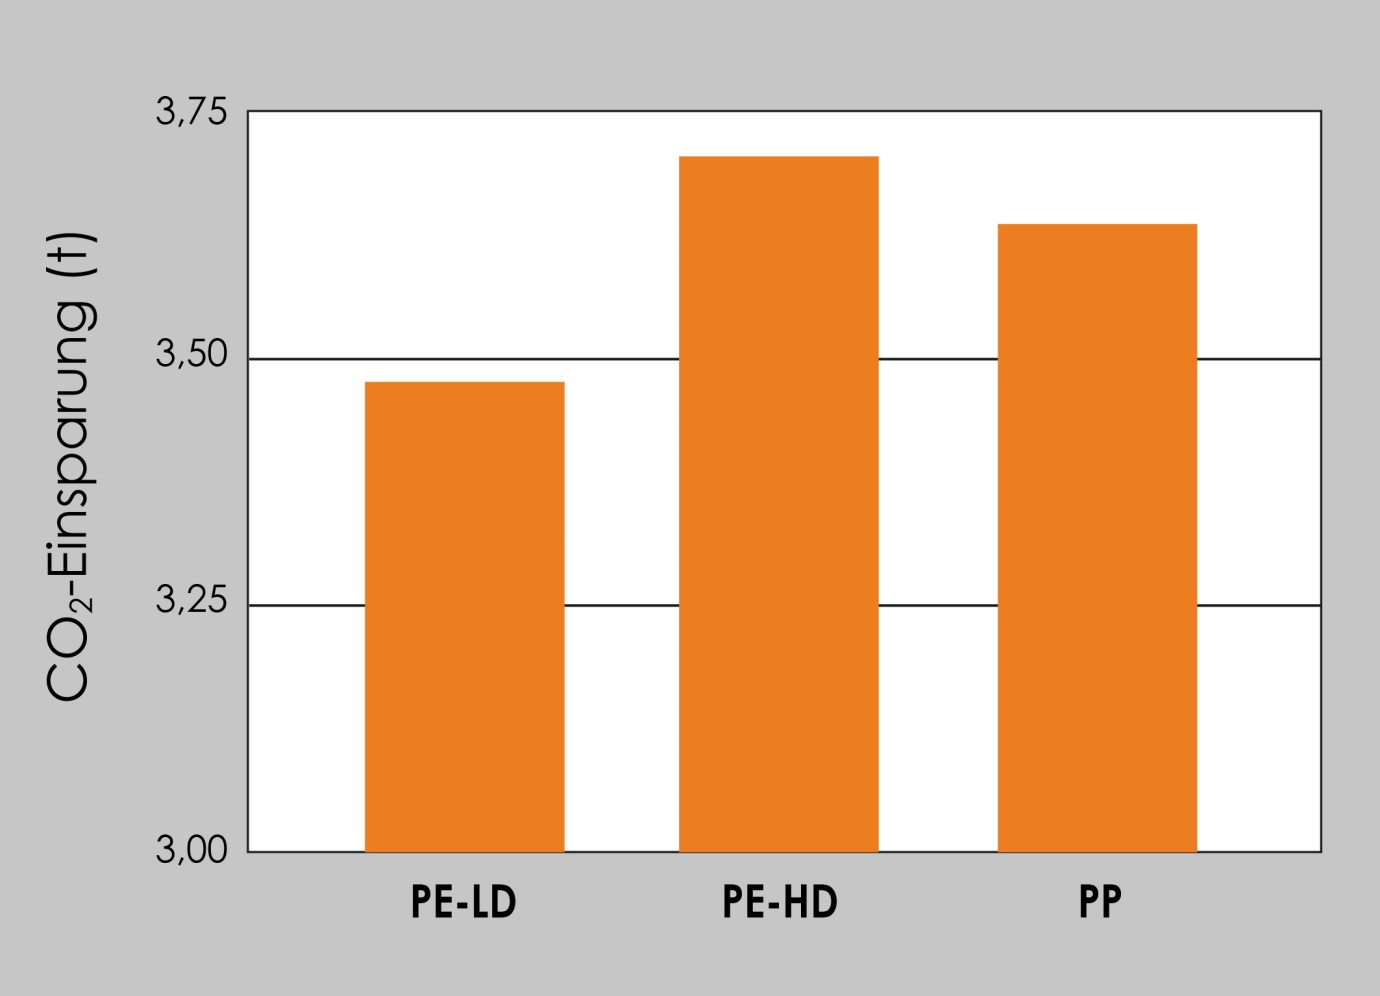 CO₂-Einsparung (t)
3,75
3,50
3,25
3,00
PE-LD PE-HD PP